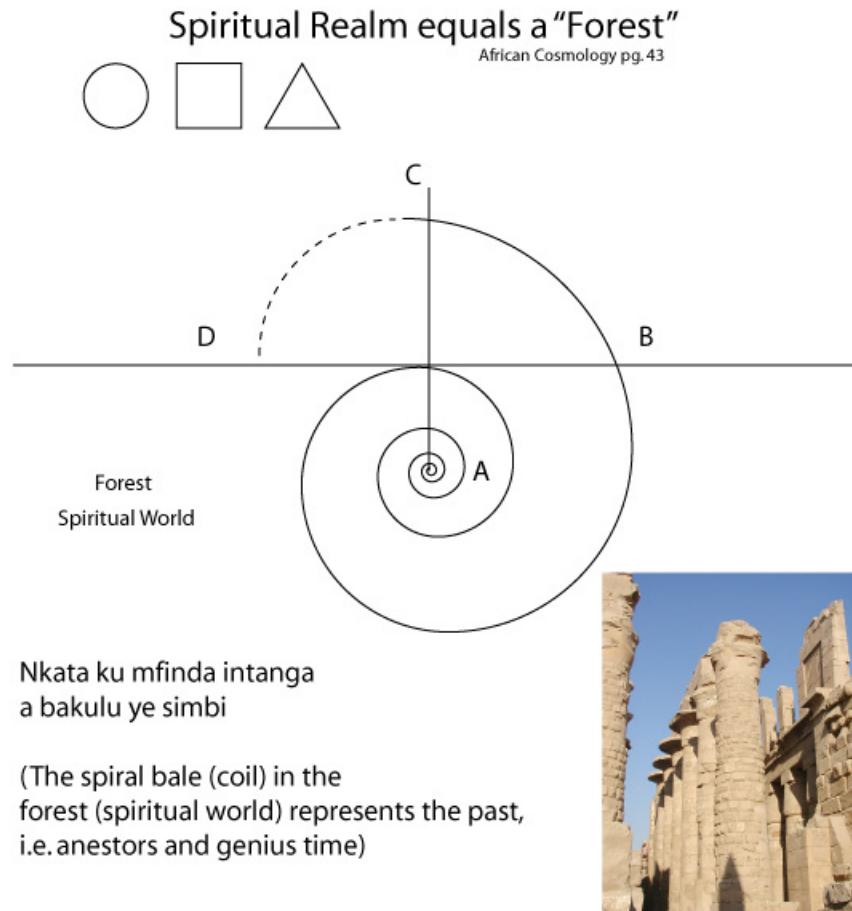 Spiritual Realm equals a “Forest”
African Cosmology pg. 43
C
D
B
A
Forest
Spiritual World
Nkata ku mfinda intanga
a bakulu ye simbi
(The spiral bale (coil) in the
forest (spiritual world) represents the past,
i.e. anestors and genius time)